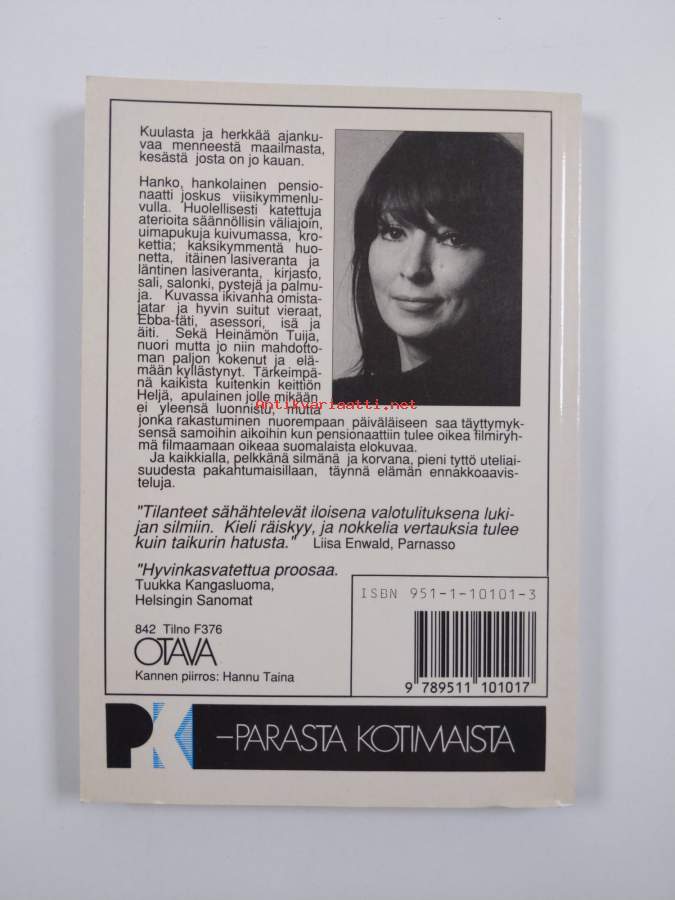 Kuulasta ja herkkää ajanku-
vaa menneestä maailmasta,
kesästä josta on jo kauan.
Hanko, hankolainen pensio-
naatti joskus viisikymmenlu-
vulla. Huolellisesti katettuja
aterioita säännöllisin väliajoin,
uimapukuja kuivumassa, kro-
kettia; kaksikymmentä huo-
netta, itäinen lasiveranta ja
läntinen lasiveranta, kirjasto,
sali, salonki, pystejä ja palmu-
ja. Kuvassa ikivanha omista-
jatar ja hyvin suitut vieraat,
Ebba-täti, asessori, isä ja
äiti. Sekä Heinämön Tuija,
nuori mutta jo niin mahdotto-
man paljon kokenut ja elä-
mään kyllästynyt. Tärkeimpä-
nä kaikista kuitenkin keittiön
Heljä, apulainen jolle mikään
ei yleensä luonnistu, mutta
jonka rakastuminen nuorempaan päiväläiseen saa täyttymyk-
sensä samoihin aikoihin kun pensionaattiin tulee oikea filmiryh-
mä filmaamaan oikeaa suomalaista elokuvaa.
Ja kaikkialla, pelkkänä silmänä ja korvana, pieni tyttö uteliai-
suudesta pakahtumaisillaan, täynnä elämän ennakkoaavis-
teluja.
Antikvariaatti.net
"Tilanteet sähähtelevät iloisena valotulituksena luki-
jan silmiin. Kieli räiskyy, ja nokkelia vertauksia tulee
kuin taikurin hatusta." Liisa Enwald, Parnasso
"Hyvinkasvatettua proosaa.
Tuukka Kangasluoma,
Helsingin Sanomat
842 Tilno F376
OTAVA
Kannen piirros: Hannu Taina
ISBN 951-1-10101-3
9 789511 101017
PK –PARASTA KOTIMAISTA